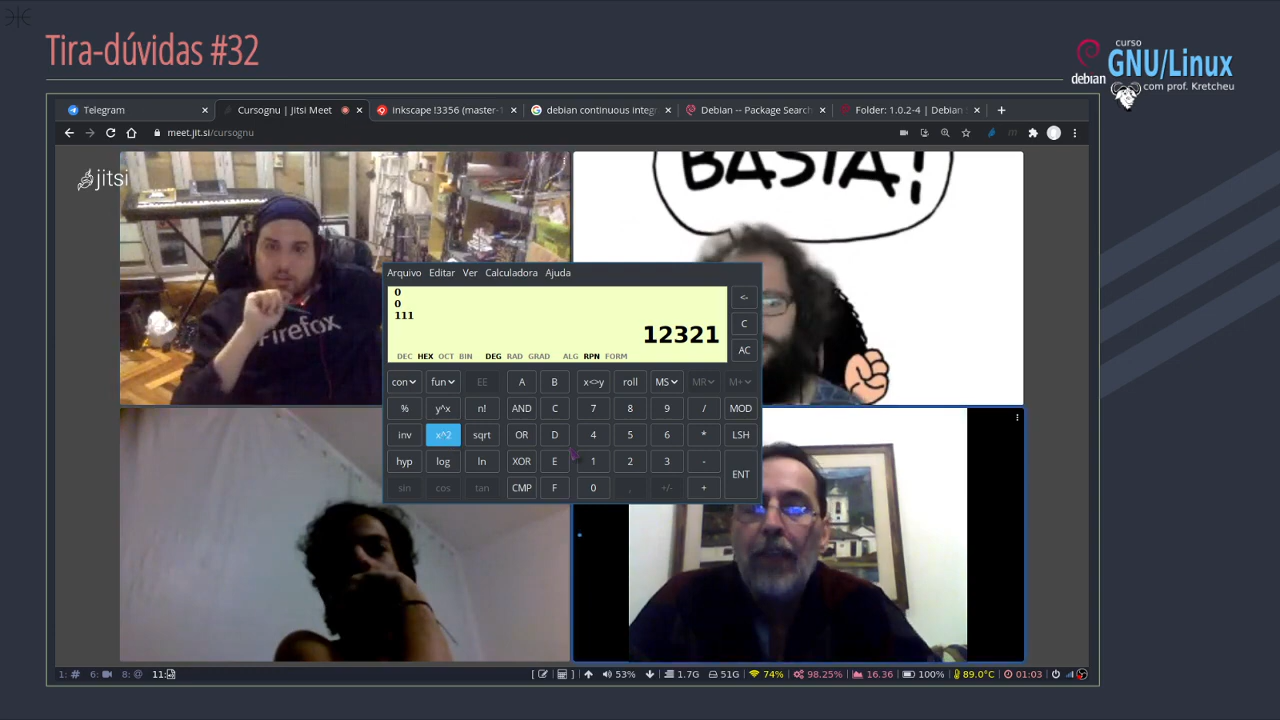 Tira-dúvidas #32
curso
GNU/Linux
debian
com prof. Kretcheu
Telegram
Cursognu | Jitsi Meet
inkscape !3356 (master-
debian continuous integr
Debian -- Package Search
Folder: 1.0.2-4 | Debian
meet.jit.si/cursognu
jitsi
BASTA!
Firefox
Arquivo Editar Ver Calculadora Ajuda
0
0
111
12321
DEC HEX OCT BIN DEG RAD GRAD ALG RPN FORM
<-
C
AC
con fun EE A B x<>y roll MS MR M+
% y^x n! AND C 7 8 9 / MOD
inv x^2 sqrt OR D 4 5 6 * LSH
hyp log ln XOR E 1 2 3 - ENT
sin cos tan CMP F 0 , +/- +
1: # 6: 8: @ 11: [ ] 53% 1.7G 51G 74% 98.25% 16.36 100% 89.0°C 01:03